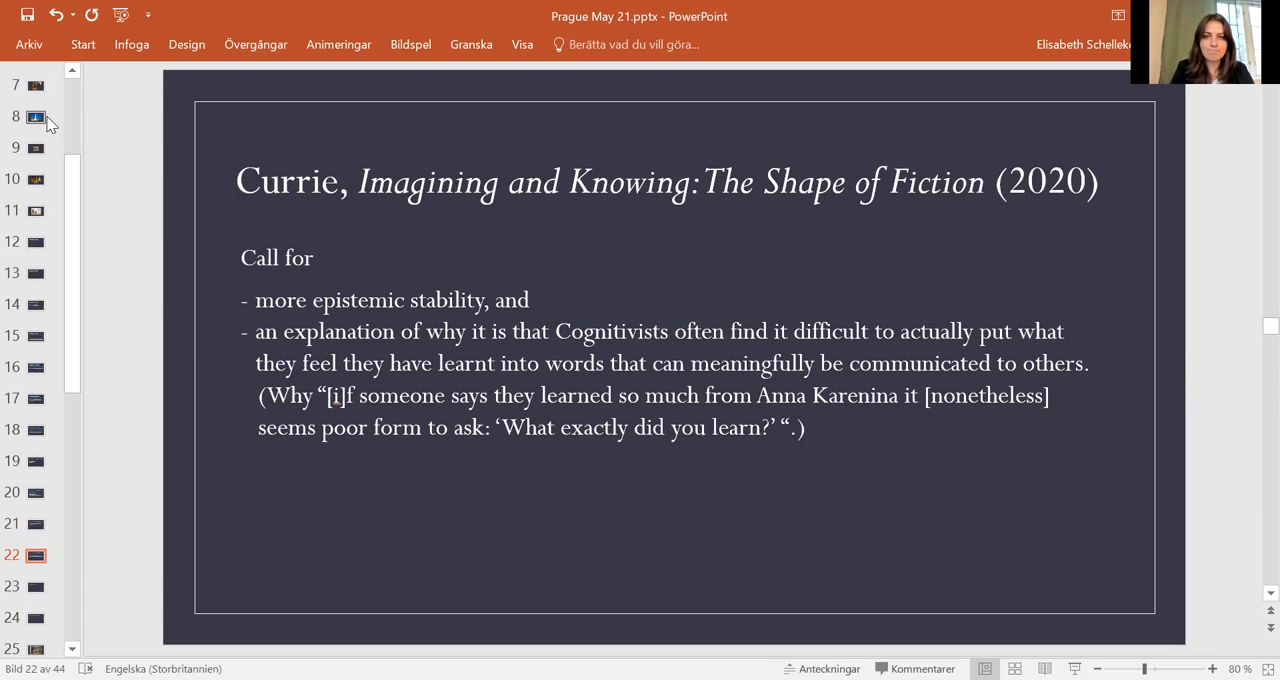 Prague May 21.pptx - PowerPoint
Arkiv Start Infoga Design Övergångar Animeringar Bildspel Granska Visa Berätta vad du vill göra... Elisabeth Schelleke
7
8
9
10
11
12
13
14
15
16
17
18
19
20
21
22
23
24
25
Currie, Imagining and Knowing: The Shape of Fiction (2020)
Call for
- more epistemic stability, and
- an explanation of why it is that Cognitivists often find it difficult to actually put what
they feel they have learnt into words that can meaningfully be communicated to others.
(Why “[i]f someone says they learned so much from Anna Karenina it [nonetheless]
seems poor form to ask: ‘What exactly did you learn?’ “.)
Bild 22 av 44 Engelska (Storbritannien) Anteckningar Kommentarer 80 %